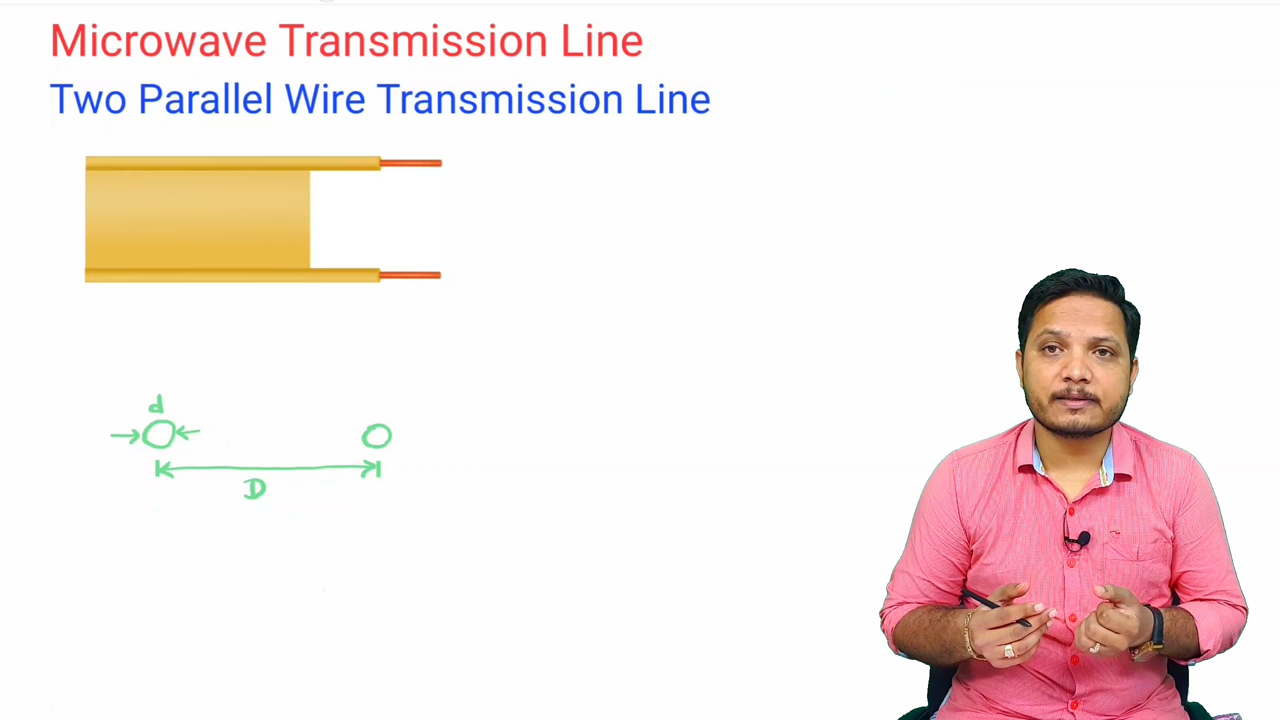 Microwave Transmission Line
Two Parallel Wire Transmission Line
d
D